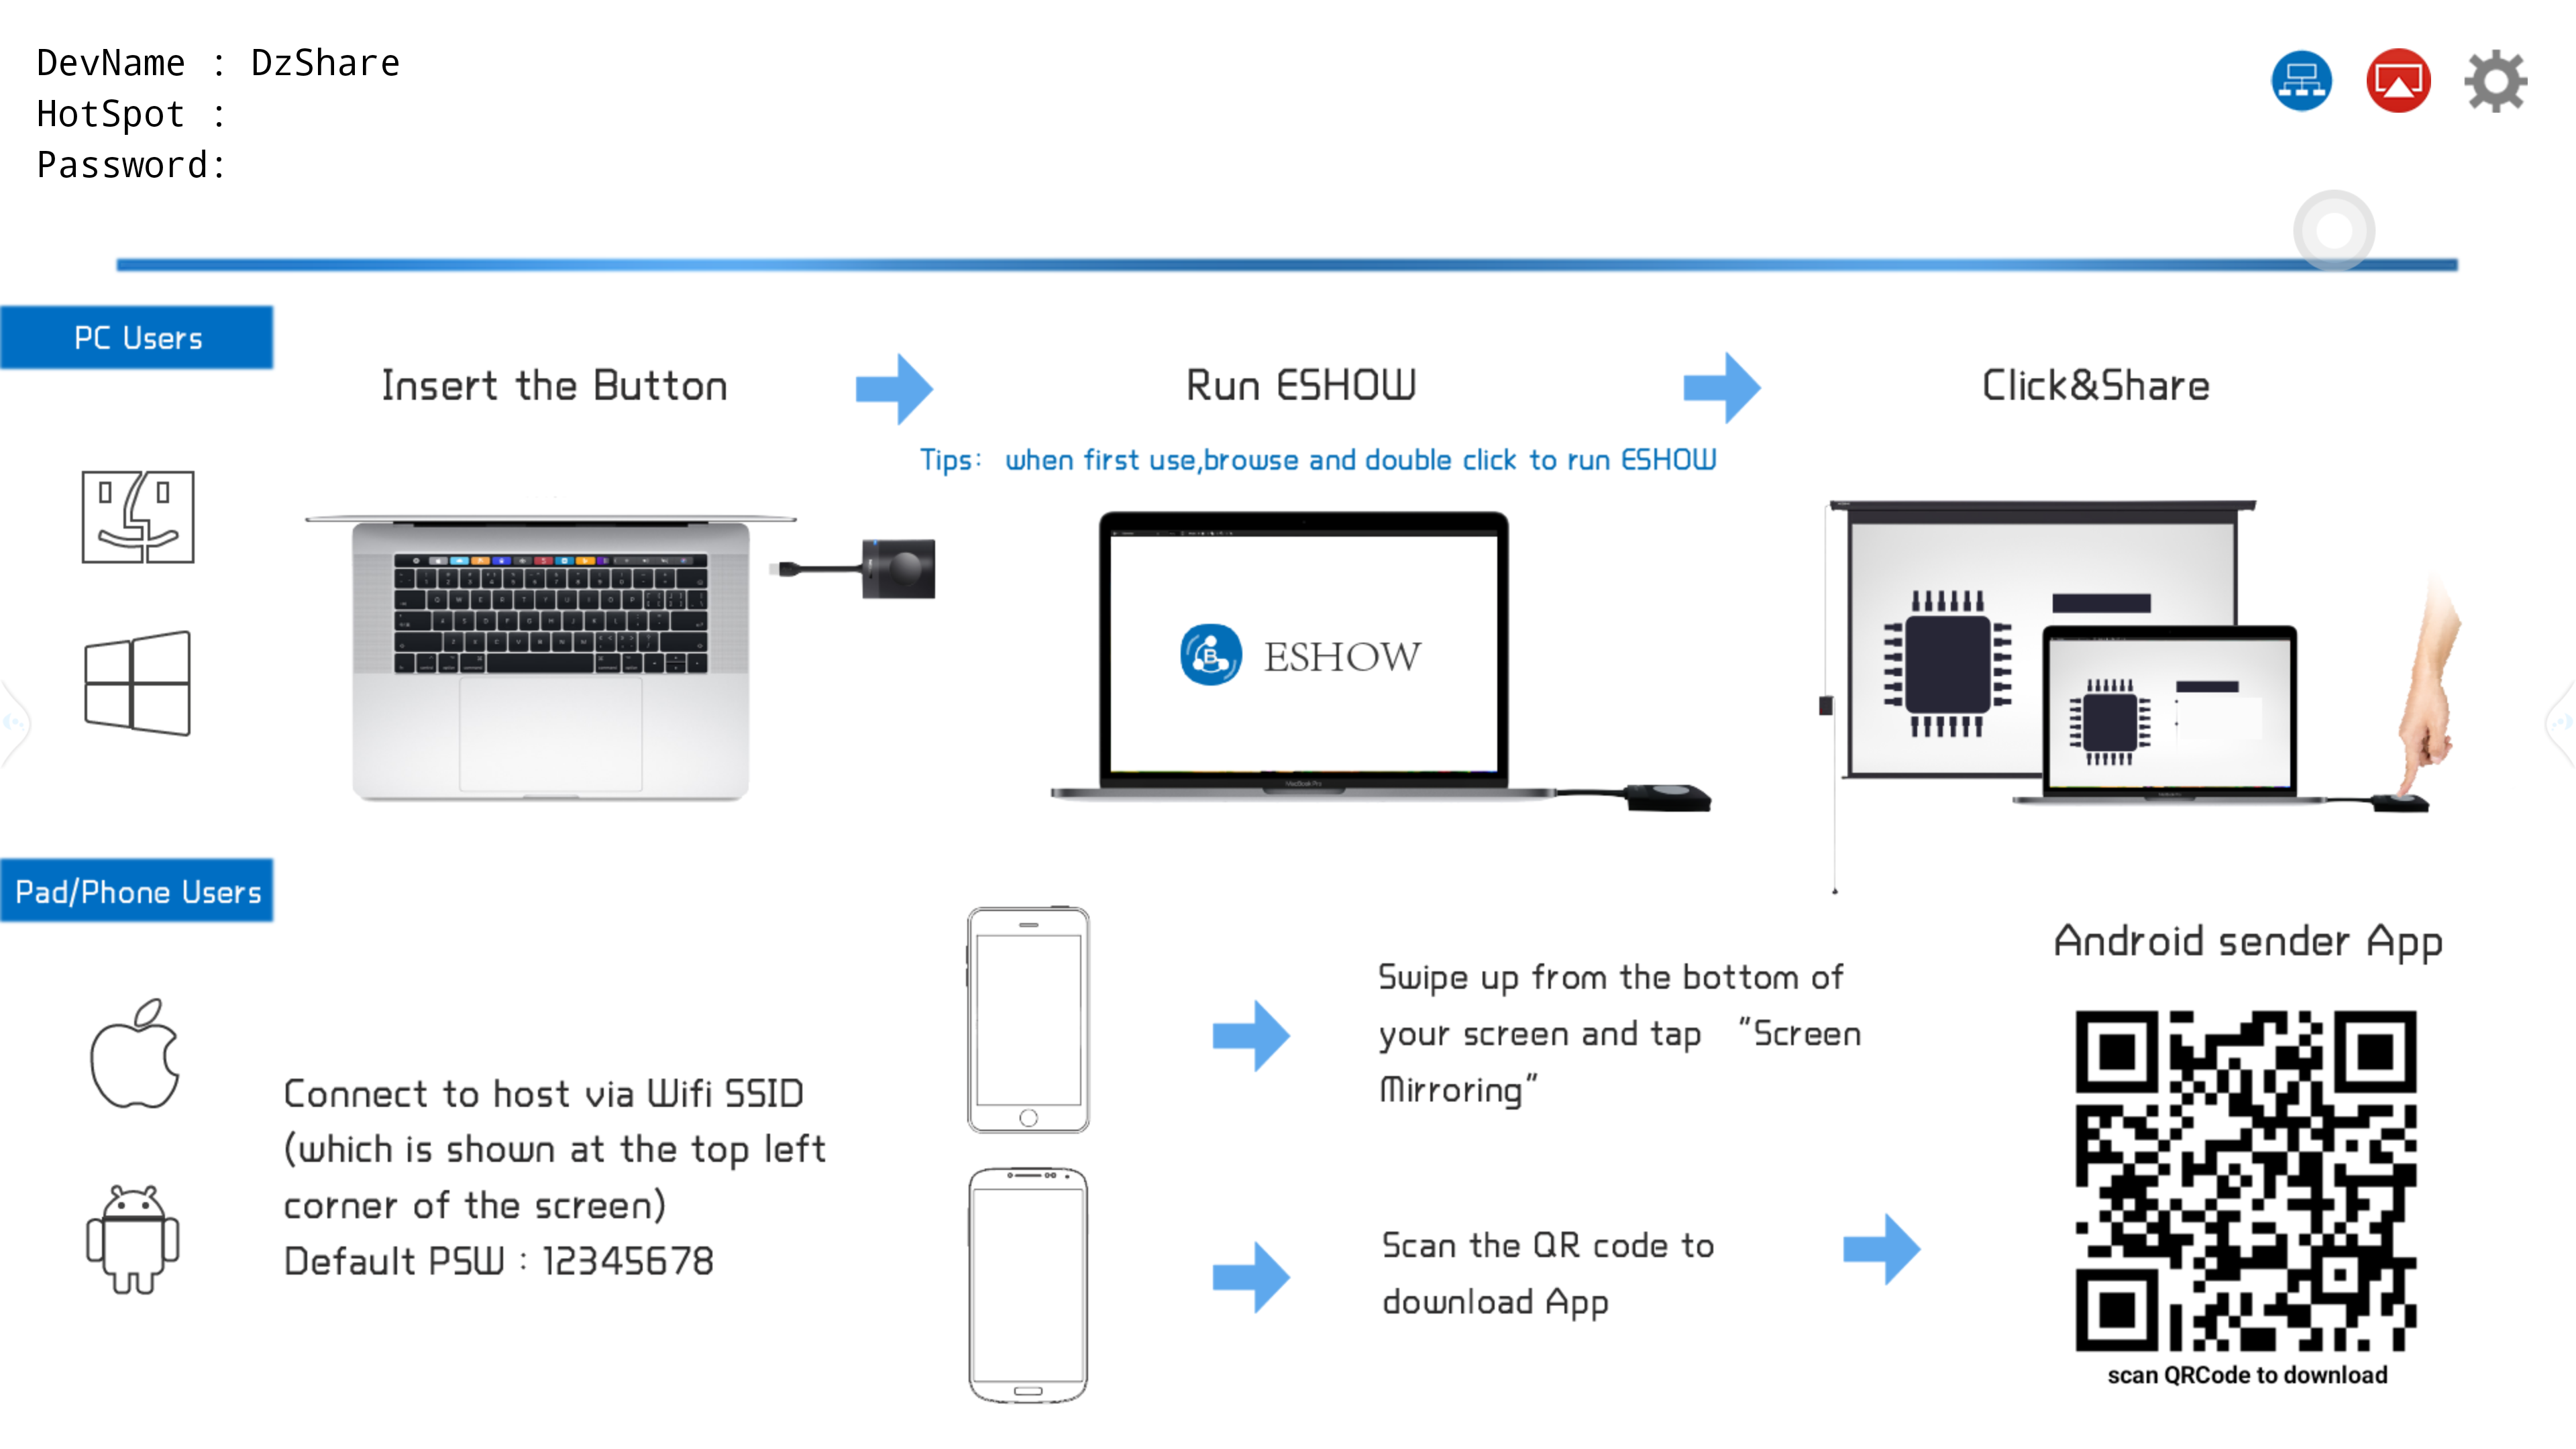 DevName : DzShare
HotSpot :
Password:
PC Users
Insert the Button
Run ESHOW
Click&Share
Tips: when first use,browse and double click to run ESHOW
ESHOW
MacBook Pro
Pad/Phone Users
Connect to host via Wifi SSID
(which is shown at the top left
corner of the screen)
Default PSW : 12345678
Swipe up from the bottom of
your screen and tap "Screen
Mirroring"
Scan the QR code to
download App
Android sender App
scan QRCode to download